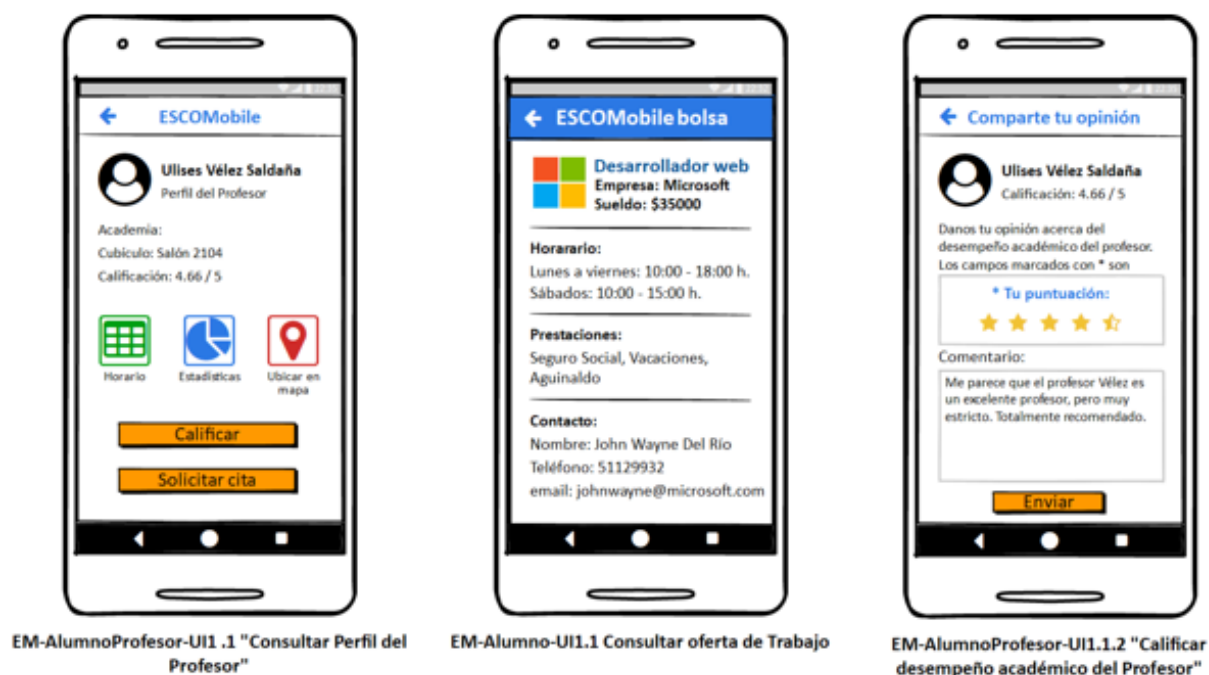 ESCOMobile
Ulises Vélez Saldaña
Perfil del Profesor
Academia:
Cubículo: Salón 2104
Calificación: 4.66 / 5
Horario
Estadísticas
Ubicar en
mapa
Calificar
Solicitar cita
EM-AlumnoProfesor-UI1 .1 "Consultar Perfil del
Profesor"
ESCOMobile bolsa
Desarrollador web
Empresa: Microsoft
Sueldo: $35000
Horarario:
Lunes a viernes: 10:00 - 18:00 h.
Sábados: 10:00 - 15:00 h.
Prestaciones:
Seguro Social, Vacaciones,
Aguinaldo
Contacto:
Nombre: John Wayne Del Río
Teléfono: 51129932
email: johnwayne@microsoft.com
EM-Alumno-UI1.1 Consultar oferta de Trabajo
Comparte tu opinión
Ulises Vélez Saldaña
Calificación: 4.66 / 5
Danos tu opinión acerca del
desempeño académico del profesor.
Los campos marcados con * son
* Tu puntuación:
Comentario:
Me parece que el profesor Vélez es
un excelente profesor, pero muy
estricto. Totalmente recomendado.
Enviar
EM-AlumnoProfesor-UI1.1.2 "Calificar
desempeño académico del Profesor"